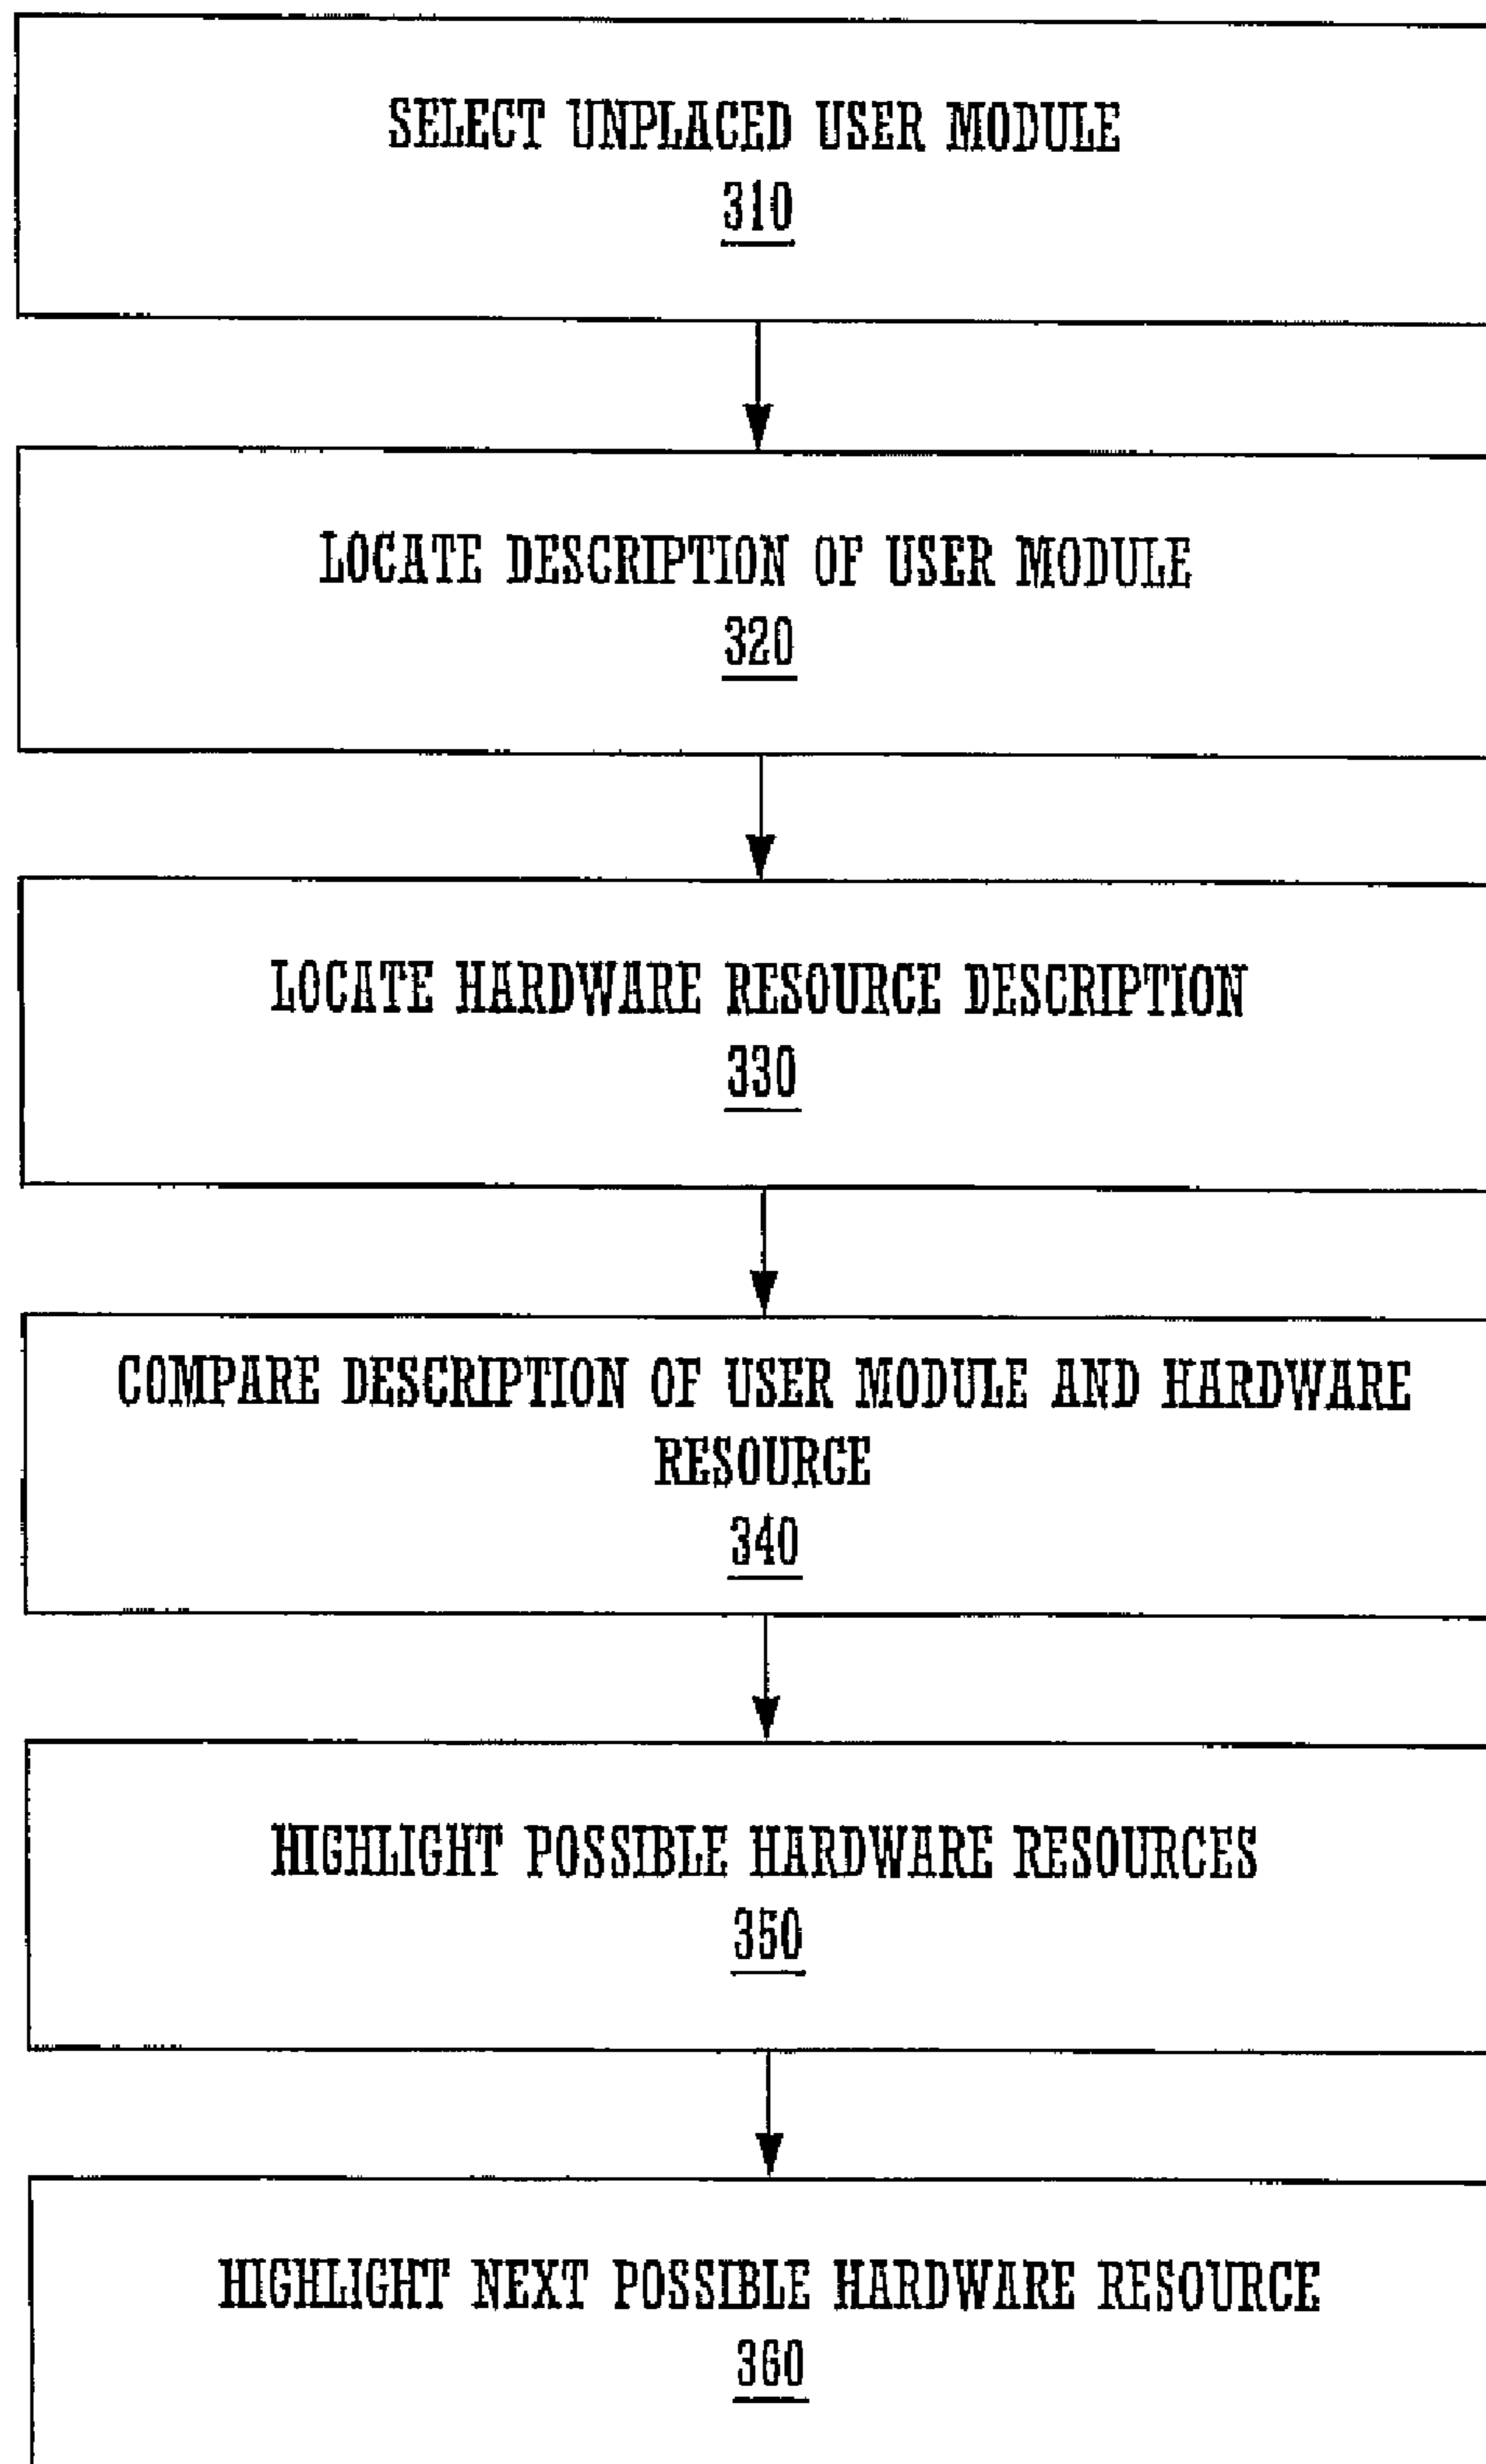 SELECT UNPLACED USER MODULE
310
LOCATE DESCRIPTION OF USER MODULE
320
LOCATE HARDWARE RESOURCE DESCRIPTION
330
COMPARE DESCRIPTION OF USER MODULE AND HARDWARE
RESOURCE
340
HIGHLIGHT POSSIBLE HARDWARE RESOURCES
350
HIGHLIGHT NEXT POSSIBLE HARDWARE RESOURCE
360